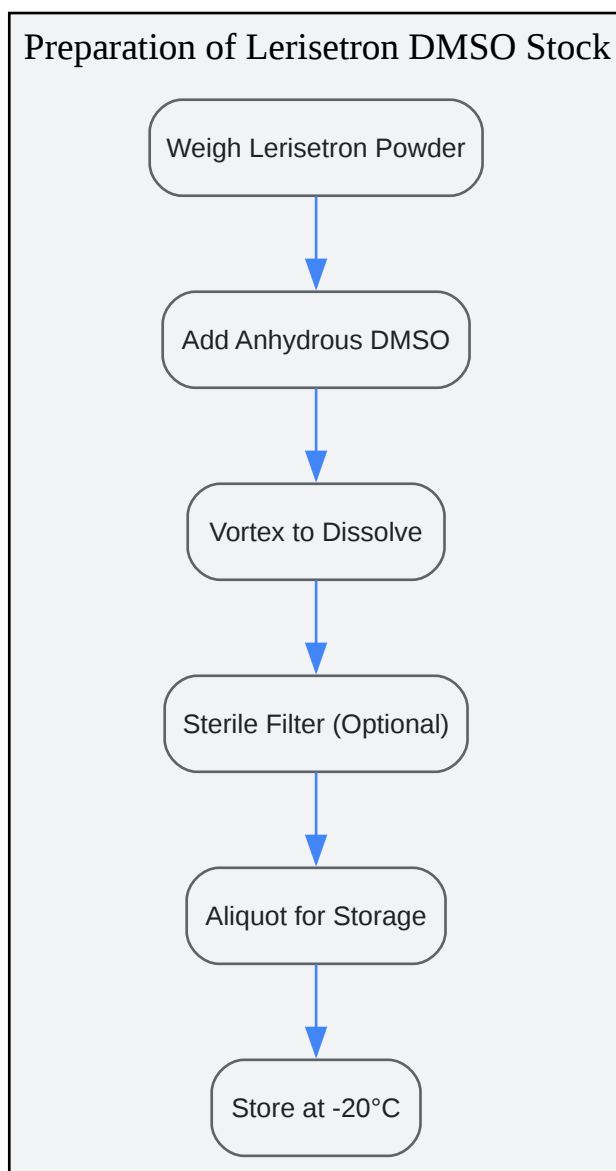 Preparation of Lerisetron DMSO Stock
Weigh Lerisetron Powder
Add Anhydrous DMSO
Vortex to Dissolve
Sterile Filter (Optional)
Aliquot for Storage
Store at -20°C